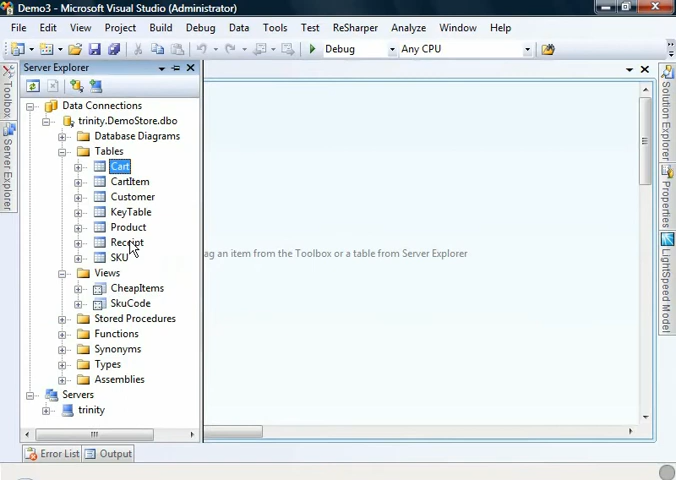 Demo3 - Microsoft Visual Studio (Administrator)
File Edit View Project Build Debug Data Tools Test ReSharper Analyze Window Help
Debug Any CPU
Server Explorer
Toolbox
Server Explorer
Data Connections
trinity.DemoStore.dbo
Database Diagrams
Tables
Cart
CartItem
Customer
KeyTable
Product
Receipt
SKU
Views
CheapItems
SkuCode
Stored Procedures
Functions
Synonyms
Types
Assemblies
Servers
trinity
ag an item from the Toolbox or a table from Server Explorer
Solution Explorer
Properties
LightSpeed Model
Error List Output